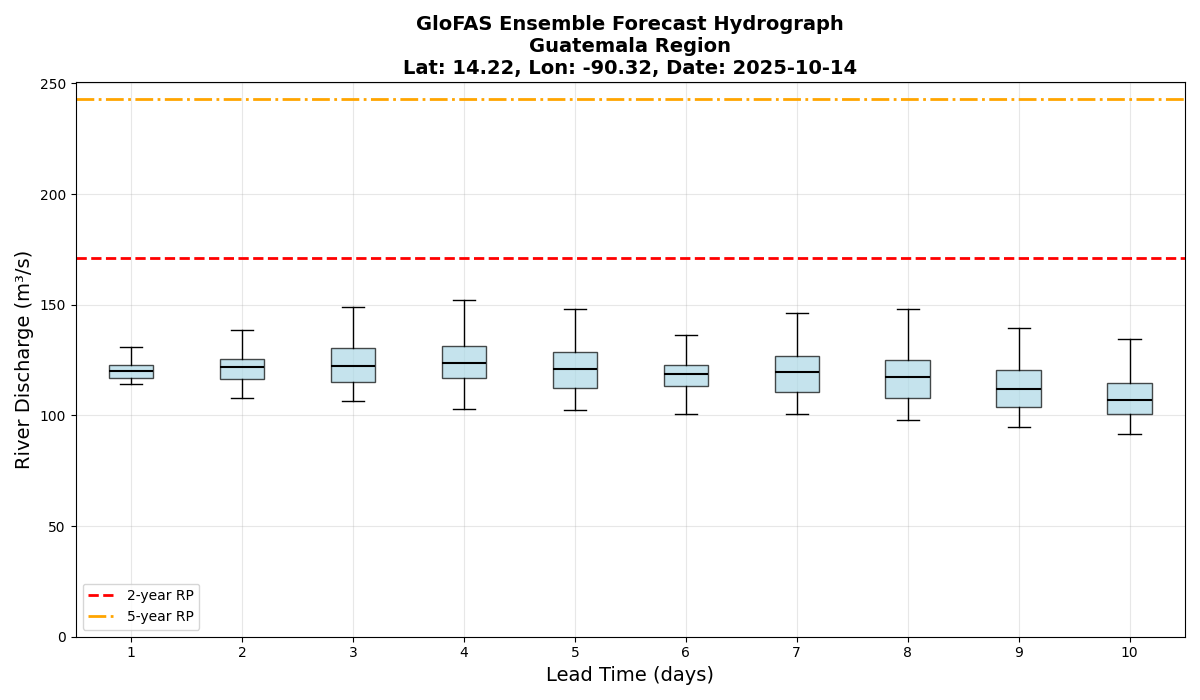 GloFAS Ensemble Forecast Hydrograph
Guatemala Region
Lat: 14.22, Lon: -90.32, Date: 2025-10-14
River Discharge (m³/s)
250
200
150
100
50
0
2-year RP
5-year RP
1 2 3 4 5 6 7 8 9 10
Lead Time (days)